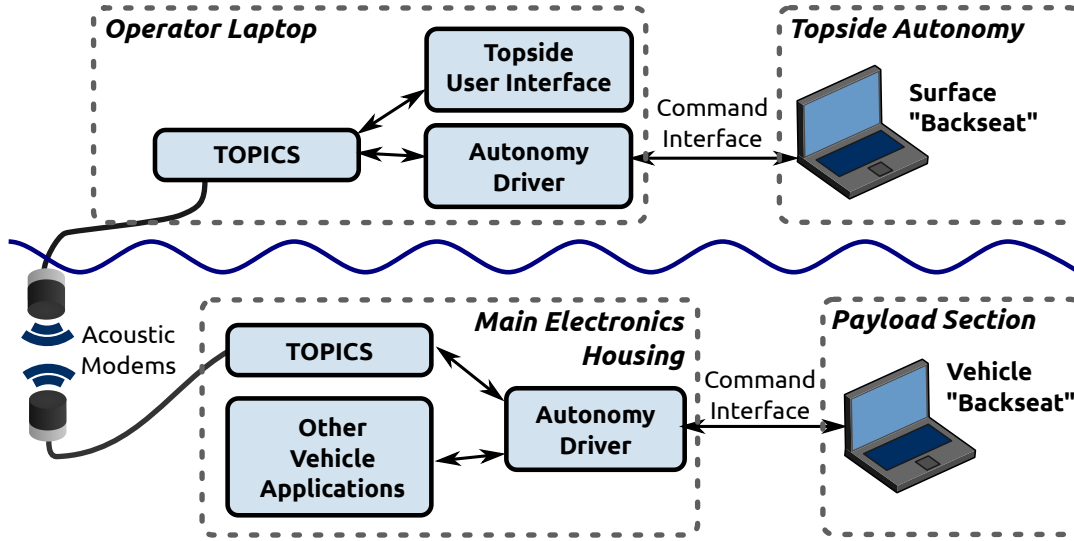 Operator Laptop
Topside
User Interface
TOPICS
Autonomy
Driver
Command
Interface
Topside Autonomy
Surface
"Backseat"
Acoustic
Modems
Main Electronics
Housing
TOPICS
Other
Vehicle
Applications
Autonomy
Driver
Command
Interface
Payload Section
Vehicle
"Backseat"